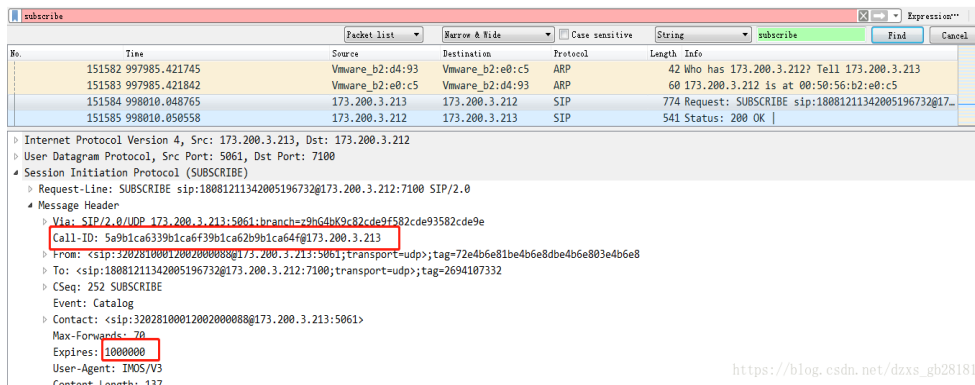 subscribe Expression…
Packet list Narrow & Wide Case sensitive String subscribe Find Cancel
No. Time Source Destination Protocol Length Info
151582 997985.421745 Vmware_b2:d4:93 Vmware_b2:e0:c5 ARP 42 Who has 173.200.3.212? Tell 173.200.3.213
151583 997985.421842 Vmware_b2:e0:c5 Vmware_b2:d4:93 ARP 60 173.200.3.212 is at 00:50:56:b2:e0:c5
151584 998010.048765 173.200.3.213 173.200.3.212 SIP 774 Request: SUBSCRIBE sip:18081211342005196732@17…
151585 998010.050558 173.200.3.212 173.200.3.213 SIP 541 Status: 200 OK |
Internet Protocol Version 4, Src: 173.200.3.213, Dst: 173.200.3.212
User Datagram Protocol, Src Port: 5061, Dst Port: 7100
Session Initiation Protocol (SUBSCRIBE)
Request-Line: SUBSCRIBE sip:18081211342005196732@173.200.3.212:7100 SIP/2.0
Message Header
Via: SIP/2.0/UDP 173.200.3.213:5061;branch=z9hG4bK9c82cde9f582cde93582cde9e
Call-ID: 5a9b1ca6339b1ca6f39b1ca62b9b1ca64f@173.200.3.213
From: <sip:32028100012002000088@173.200.3.213:5061;transport=udp>;tag=72e4b6e81be4b6e8dbe4b6e803e4b6e8
To: <sip:18081211342005196732@173.200.3.212:7100;transport=udp>;tag=2694107332
CSeq: 252 SUBSCRIBE
Event: Catalog
Contact: <sip:32028100012002000088@173.200.3.213:5061>
Max-Forwards: 70
Expires: 1000000
User-Agent: IMOS/V3
Content-Length: 137
https://blog.csdn.net/dzxs_gb28181